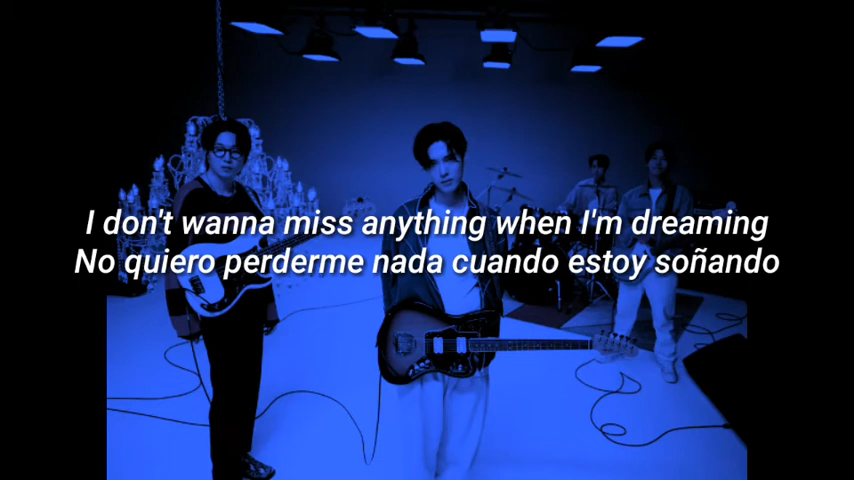 I don't wanna miss anything when I'm dreaming
No quiero perderme nada cuando estoy soñando